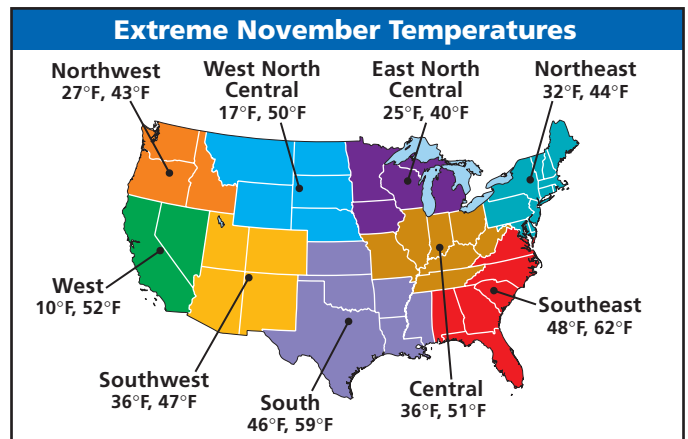 Extreme November Temperatures
Northwest
27°F, 43°F
West North
Central
17°F, 50°F
East North
Central
25°F, 40°F
Northeast
32°F, 44°F
West
10°F, 52°F
Southeast
48°F, 62°F
Southwest
36°F, 47°F
South
46°F, 59°F
Central
36°F, 51°F